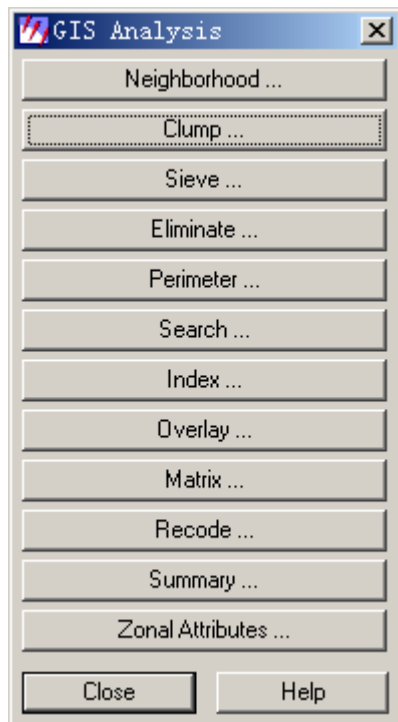 GIS Analysis
Neighborhood ...
Clump ...
Sieve ...
Eliminate ...
Perimeter ...
Search ...
Index ...
Overlay ...
Matrix ...
Recode ...
Summary ...
Zonal Attributes ...
Close Help